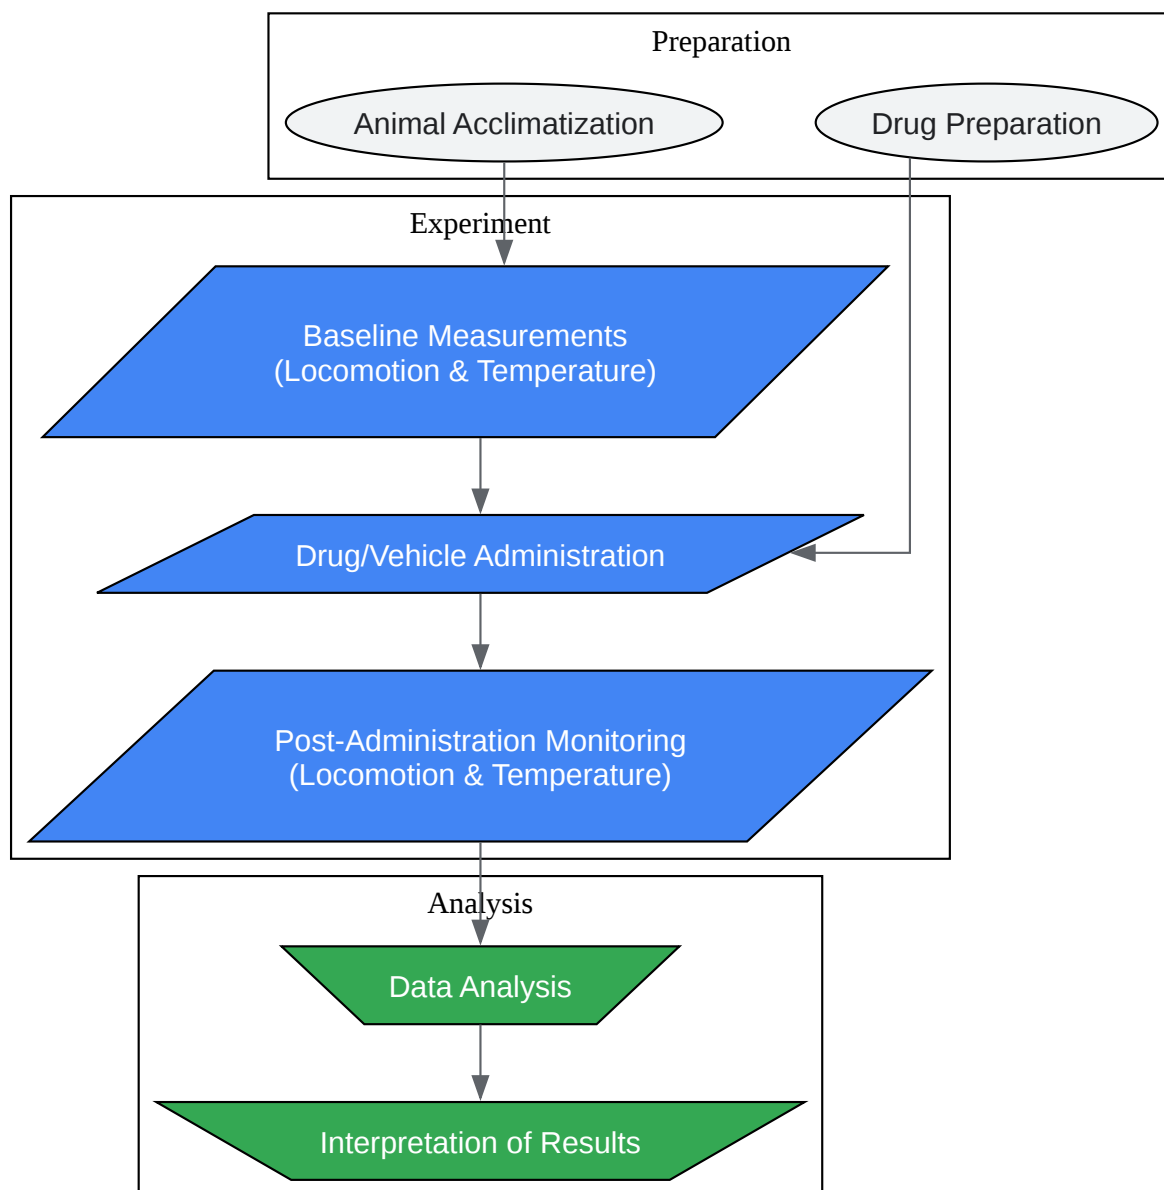 Preparation
Animal Acclimatization
Drug Preparation
Experiment
Baseline Measurements
(Locomotion & Temperature)
Drug/Vehicle Administration
Post-Administration Monitoring
(Locomotion & Temperature)
Analysis
Data Analysis
Interpretation of Results